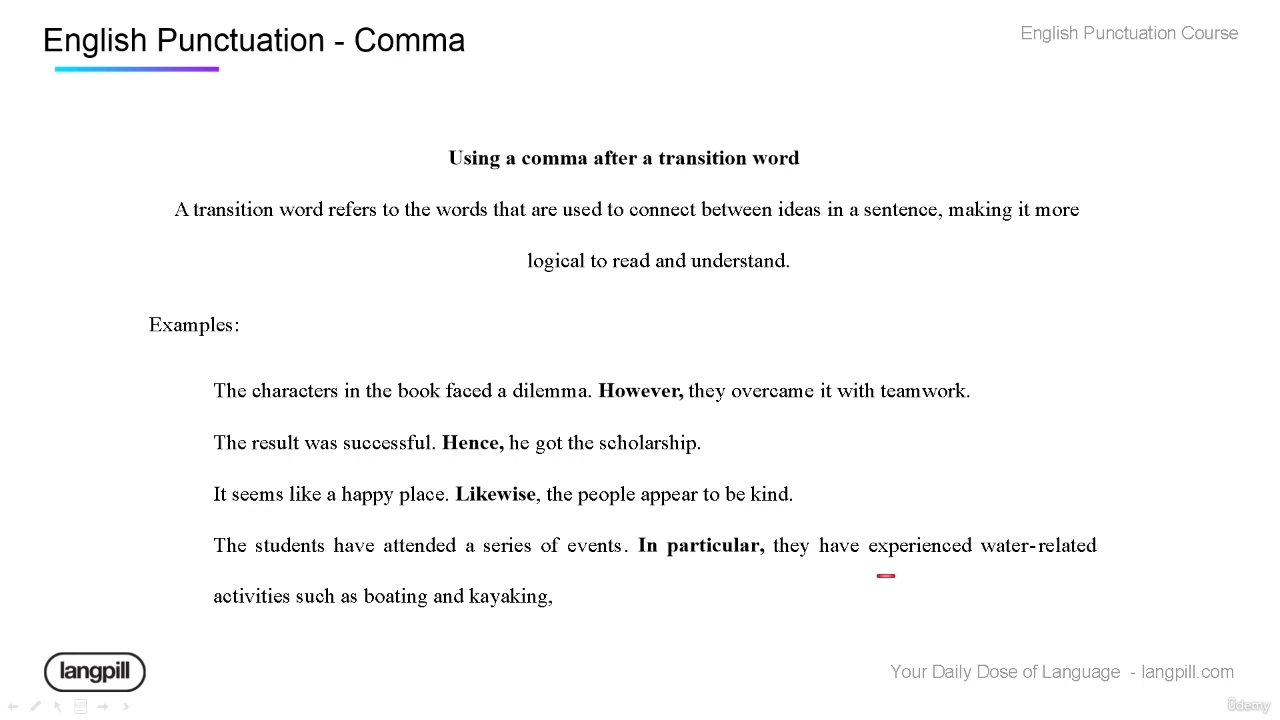 English Punctuation - Comma
English Punctuation Course
Using a comma after a transition word
A transition word refers to the words that are used to connect between ideas in a sentence, making it more
logical to read and understand.
Examples:
The characters in the book faced a dilemma. However, they overcame it with teamwork.
The result was successful. Hence, he got the scholarship.
It seems like a happy place. Likewise, the people appear to be kind.
The students have attended a series of events. In particular, they have experienced water-related
activities such as boating and kayaking,
langpill
Your Daily Dose of Language - langpill.com
ûdemy